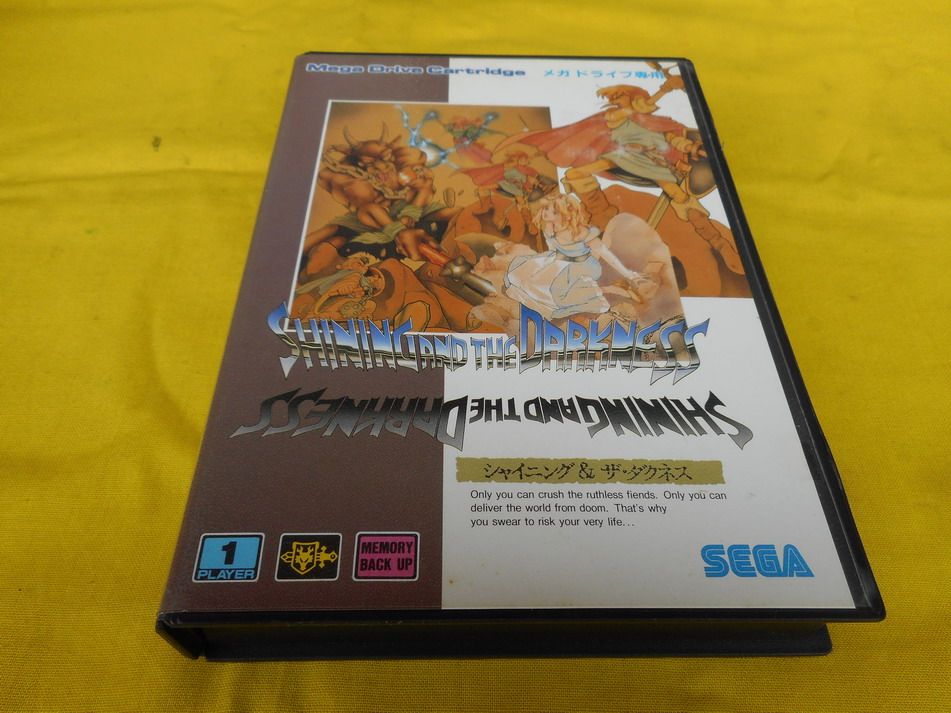 Mega Drive Cartridge メガドライブ専用
SHINING AND THE DARKNESS
SHINING AND THE DARKNESS
シャイニング & ザ・ダクネス
Only you can crush the ruthless fiends. Only you can
deliver the world from doom. That's why
you swear to risk your very life...
1
PLAYER
MEMORY
BACK UP
SEGA